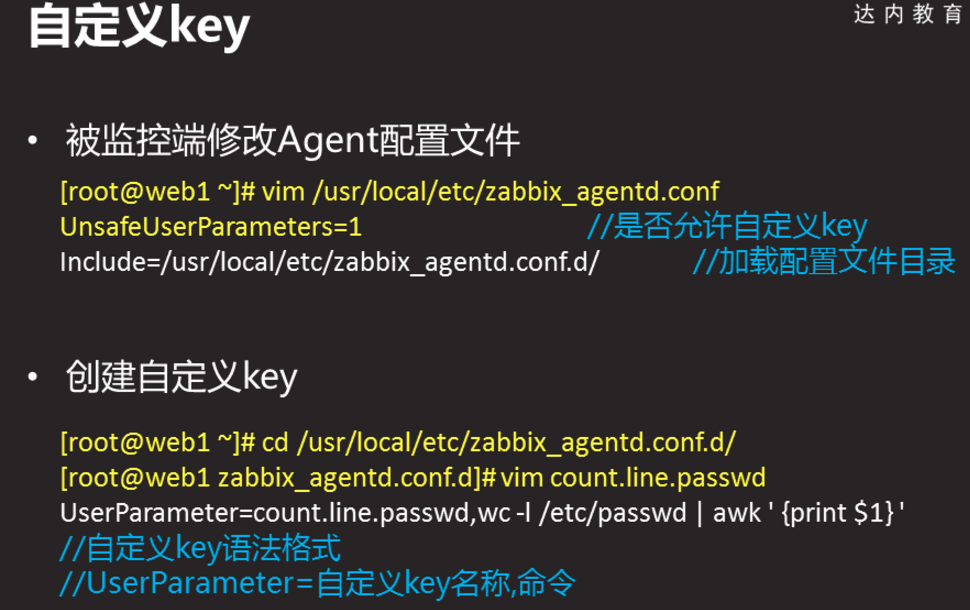 自定义key
达内教育
• 被监控端修改Agent配置文件
[root@web1 ~]# vim /usr/local/etc/zabbix_agentd.conf
UnsafeUserParameters=1 //是否允许自定义key
Include=/usr/local/etc/zabbix_agentd.conf.d/ //加载配置文件目录
• 创建自定义key
[root@web1 ~]# cd /usr/local/etc/zabbix_agentd.conf.d/
[root@web1 zabbix_agentd.conf.d]# vim count.line.passwd
UserParameter=count.line.passwd,wc -l /etc/passwd | awk ' {print $1} '
//自定义key语法格式
//UserParameter=自定义key名称,命令